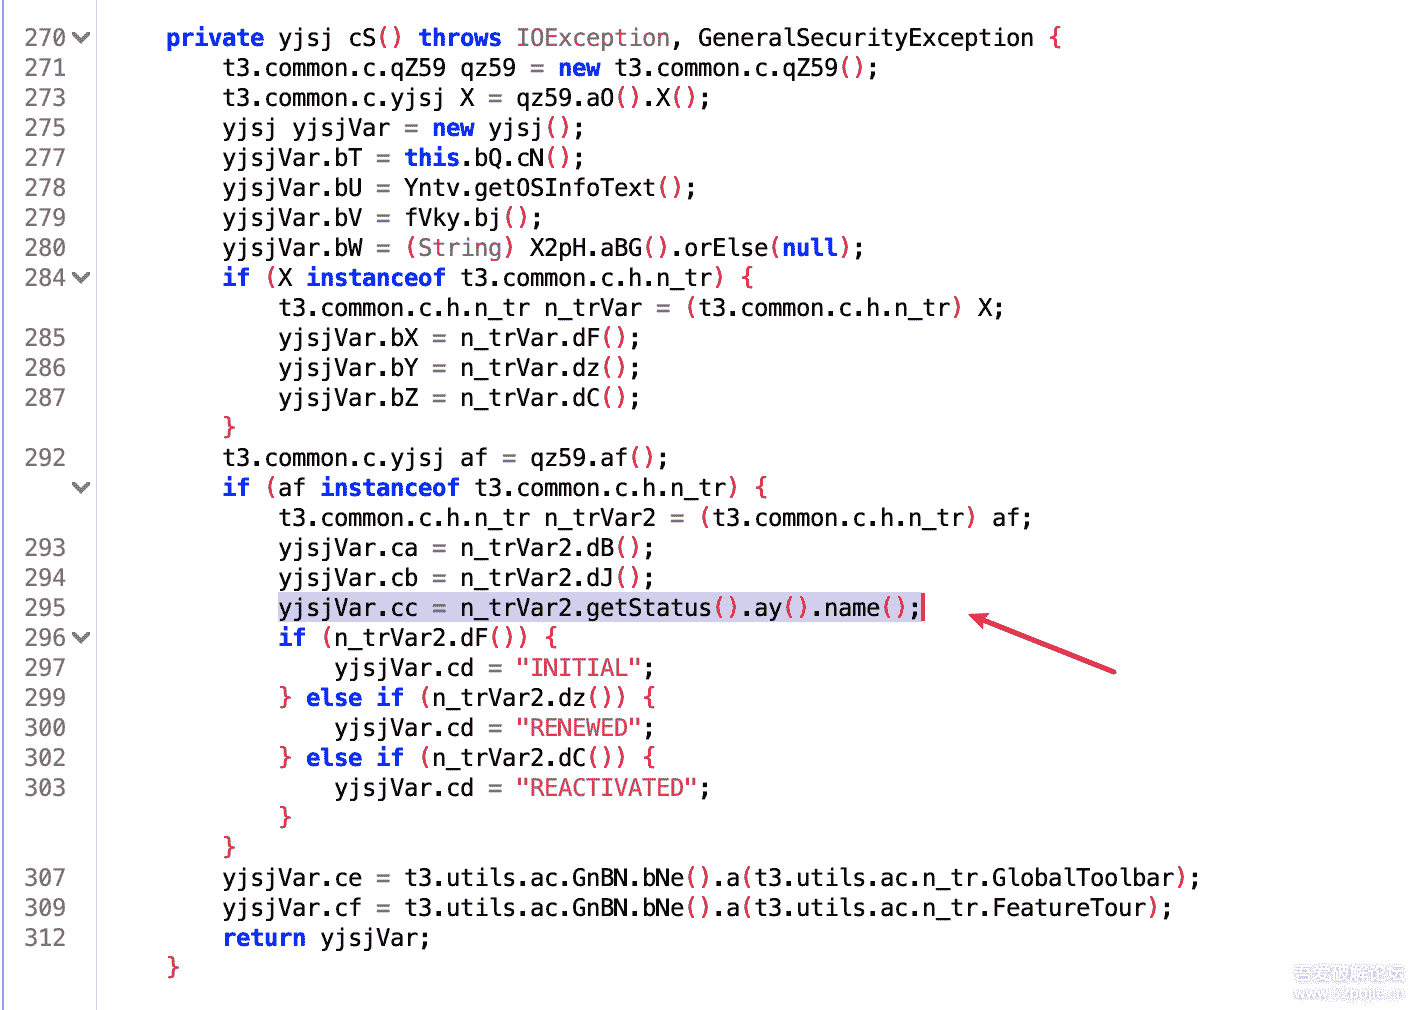 270 private yjsj cS() throws IOException, GeneralSecurityException {
271 t3.common.c.qZ59 qz59 = new t3.common.c.qZ59();
273 t3.common.c.yjsj X = qz59.aO().X();
275 yjsj yjsjVar = new yjsj();
277 yjsjVar.bT = this.bQ.cN();
278 yjsjVar.bU = Yntv.getOSInfoText();
279 yjsjVar.bV = fVky.bj();
280 yjsjVar.bW = (String) X2pH.aBG().orElse(null);
284 if (X instanceof t3.common.c.h.n_tr) {
t3.common.c.h.n_tr n_trVar = (t3.common.c.h.n_tr) X;
285 yjsjVar.bX = n_trVar.dF();
286 yjsjVar.bY = n_trVar.dz();
287 yjsjVar.bZ = n_trVar.dC();
}
292 t3.common.c.yjsj af = qz59.af();
if (af instanceof t3.common.c.h.n_tr) {
t3.common.c.h.n_tr n_trVar2 = (t3.common.c.h.n_tr) af;
293 yjsjVar.ca = n_trVar2.dB();
294 yjsjVar.cb = n_trVar2.dJ();
295 yjsjVar.cc = n_trVar2.getStatus().ay().name();
296 if (n_trVar2.dF()) {
297 yjsjVar.cd = "INITIAL";
299 } else if (n_trVar2.dz()) {
300 yjsjVar.cd = "RENEWED";
302 } else if (n_trVar2.dC()) {
303 yjsjVar.cd = "REACTIVATED";
}
}
307 yjsjVar.ce = t3.utils.ac.GnBN.bNe().a(t3.utils.ac.n_tr.GlobalToolbar);
309 yjsjVar.cf = t3.utils.ac.GnBN.bNe().a(t3.utils.ac.n_tr.FeatureTour);
312 return yjsjVar;
}
吾爱破解论坛
www.52pojie.cn